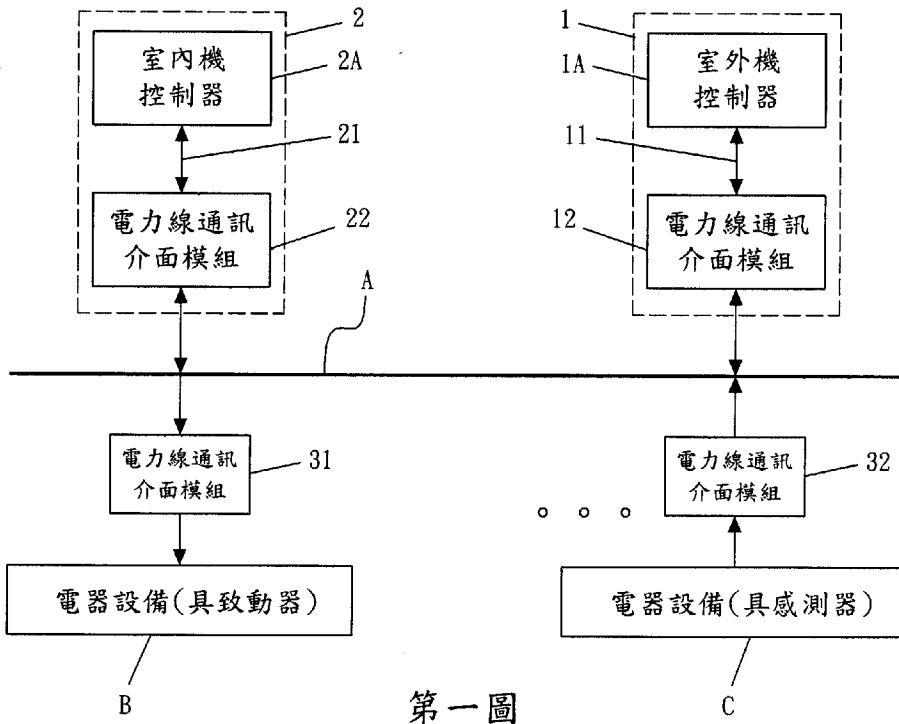 2
1
室內機
控制器
2A
1A
室外機
控制器
21
11
電力線通訊
介面模組
22
12
電力線通訊
介面模組
A
電力線通訊
介面模組
31
電力線通訊
介面模組
32
電器設備(具致動器)
電器設備(具感測器)
B
C
第一圖